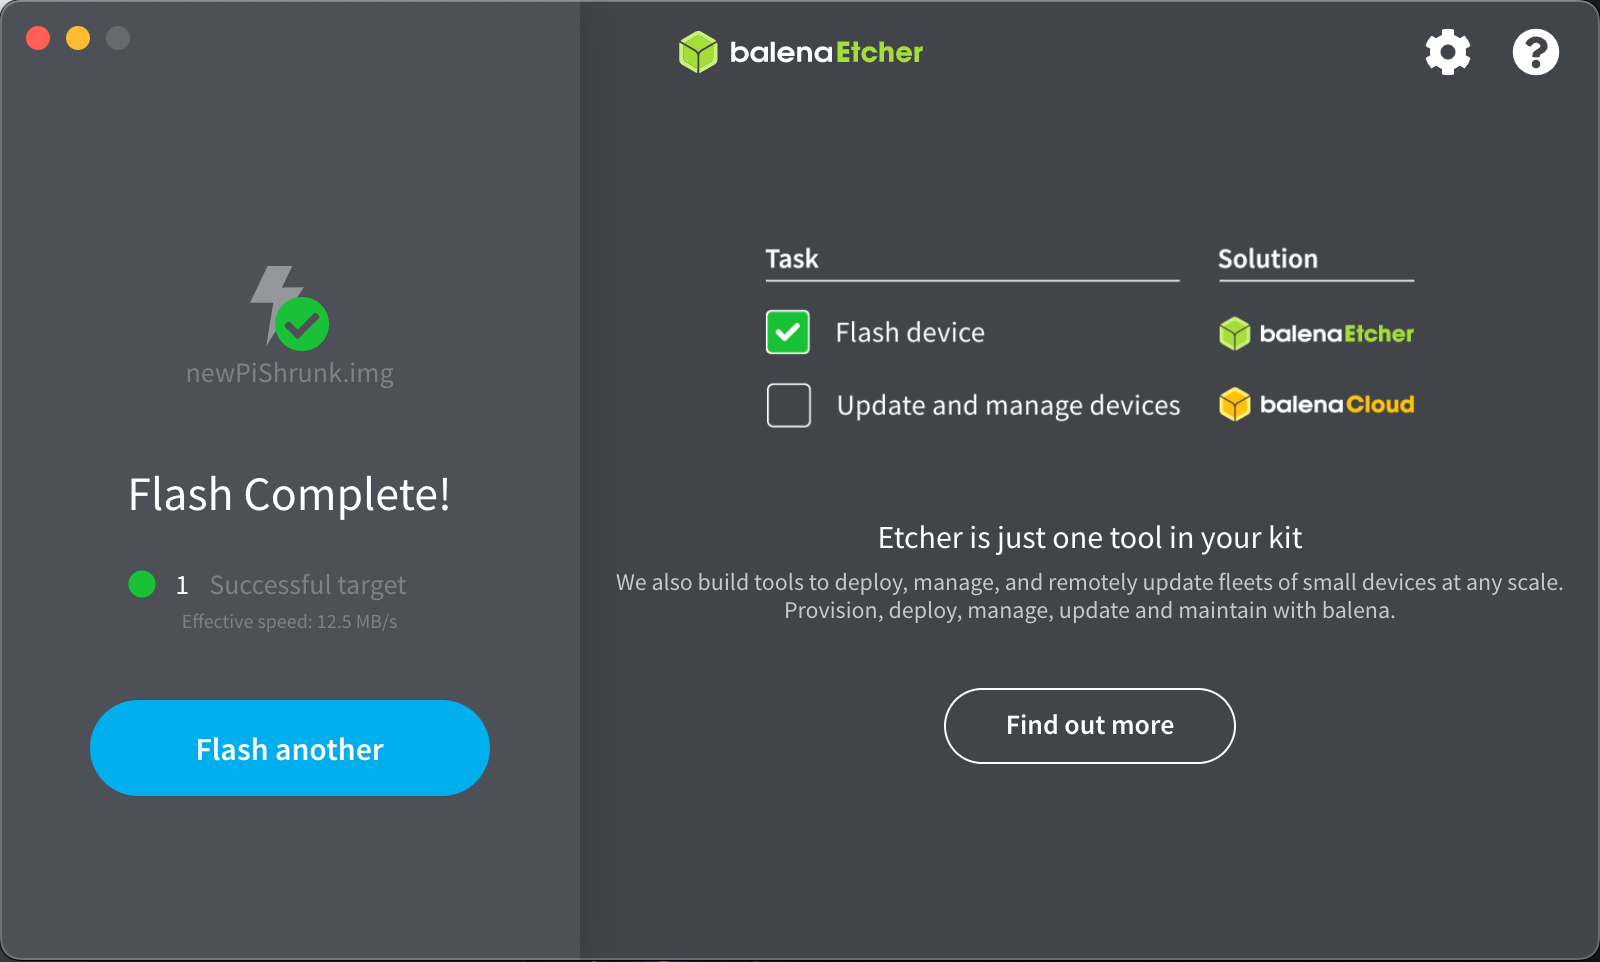 balenaEtcher
newPiShrunk.img
Flash Complete!
1 Successful target
Effective speed: 12.5 MB/s
Flash another
Task Solution
Flash device balenaEtcher
Update and manage devices balenaCloud
Etcher is just one tool in your kit
We also build tools to deploy, manage, and remotely update fleets of small devices at any scale.
Provision, deploy, manage, update and maintain with balena.
Find out more